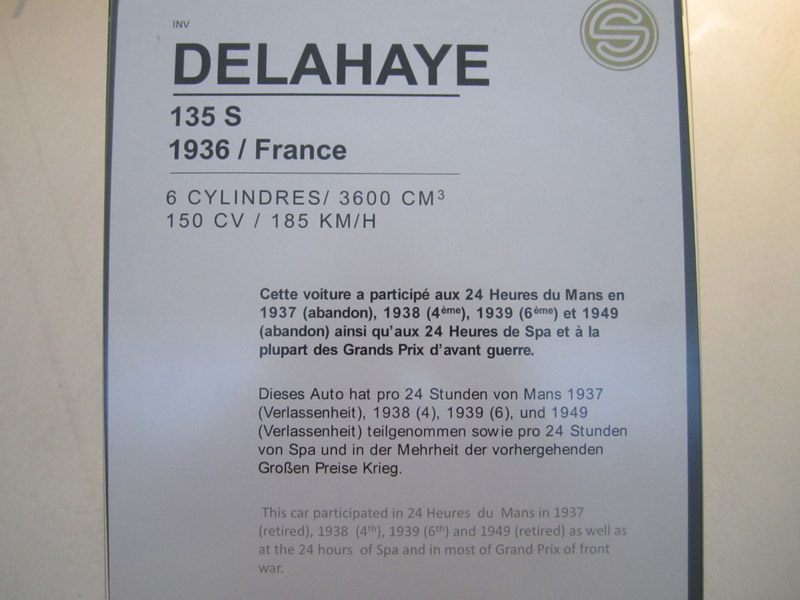 INV
DELAHAYE
135 S
1936 / France
6 CYLINDRES/ 3600 CM³
150 CV / 185 KM/H
Cette voiture a participé aux 24 Heures du Mans en
1937 (abandon), 1938 (4ème), 1939 (6ème) et 1949
(abandon) ainsi qu'aux 24 Heures de Spa et à la
plupart des Grands Prix d'avant guerre.
Dieses Auto hat pro 24 Stunden von Mans 1937
(Verlassenheit), 1938 (4), 1939 (6), und 1949
(Verlassenheit) teilgenommen sowie pro 24 Stunden
von Spa und in der Mehrheit der vorhergehenden
Großen Preise Krieg.
This car participated in 24 Heures du Mans in 1937
(retired), 1938 (4th), 1939 (6th) and 1949 (retired) as well as
at the 24 hours of Spa and in most of Grand Prix of front
war.